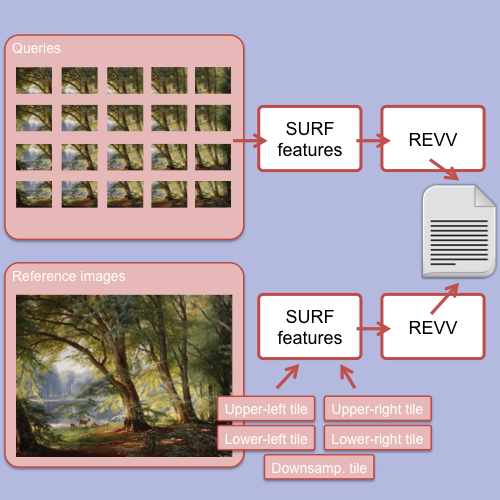 Queries
SURF
features
REVV
Reference images
SURF
features
REVV
Upper-left tile
Upper-right tile
Lower-left tile
Lower-right tile
Downsamp. tile